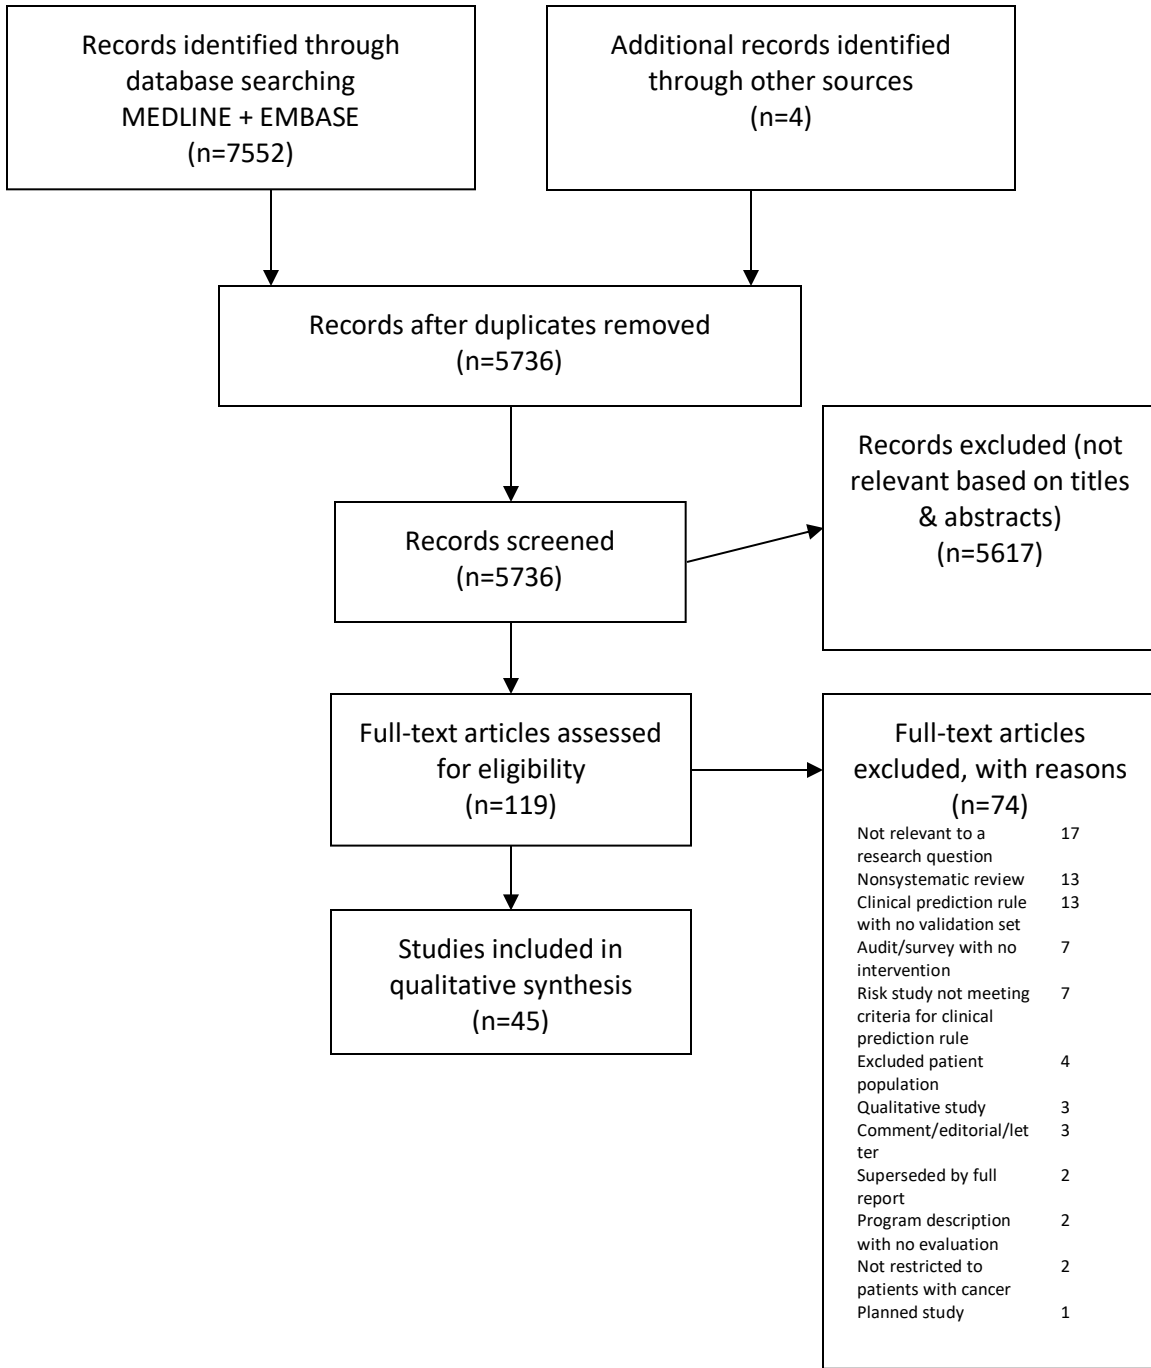 Records identified through
database searching
MEDLINE + EMBASE
(n=7552)
Additional records identified
through other sources
(n=4)
Records after duplicates removed
(n=5736)
Records screened
(n=5736)
Records excluded (not
relevant based on titles
& abstracts)
(n=5617)
Full-text articles assessed
for eligibility
(n=119)
Full-text articles
excluded, with reasons
(n=74)
Not relevant to a 17
research question
Nonsystematic review 13
Clinical prediction rule 13
with no validation set
Audit/survey with no 7
intervention
Risk study not meeting 7
criteria for clinical
prediction rule
Excluded patient 4
population
Qualitative study 3
Comment/editorial/let 3
ter
Superseded by full 2
report
Program description 2
with no evaluation
Not restricted to 2
patients with cancer
Planned study 1
Studies included in
qualitative synthesis
(n=45)